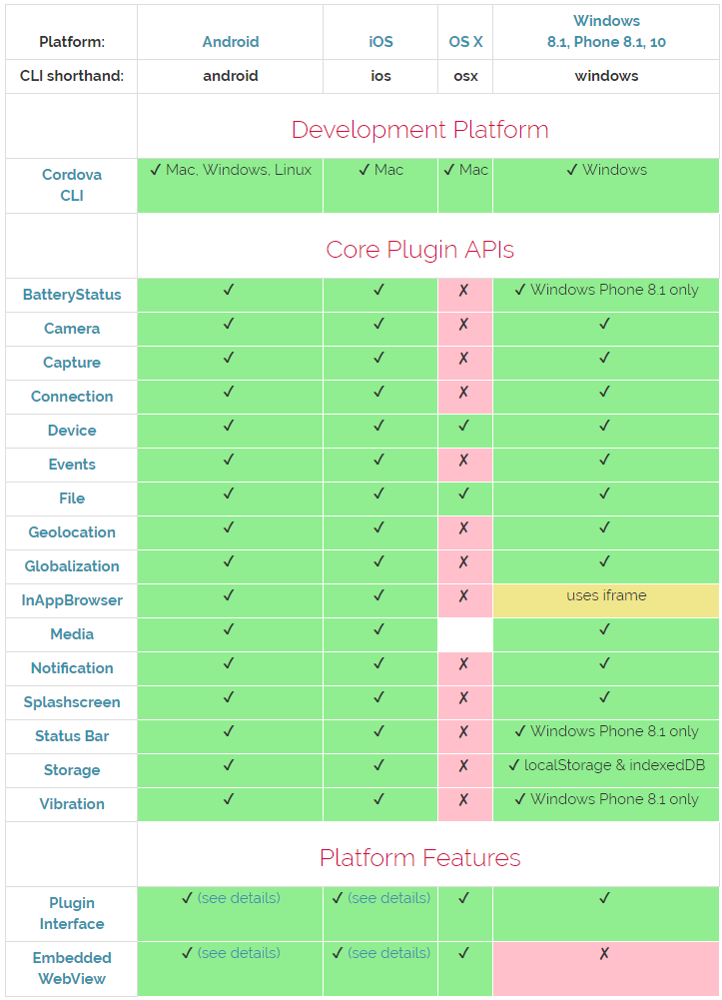 Platform: Android iOS OS X Windows
8.1, Phone 8.1, 10
CLI shorthand: android ios osx windows
Development Platform
Cordova
CLI ✓ Mac, Windows, Linux ✓ Mac ✓ Mac ✓ Windows
Core Plugin APIs
BatteryStatus ✓ ✓ ✗ ✓ Windows Phone 8.1 only
Camera ✓ ✓ ✗ ✓
Capture ✓ ✓ ✗ ✓
Connection ✓ ✓ ✗ ✓
Device ✓ ✓ ✓ ✓
Events ✓ ✓ ✗ ✓
File ✓ ✓ ✓ ✓
Geolocation ✓ ✓ ✗ ✓
Globalization ✓ ✓ ✗ ✓
InAppBrowser ✓ ✓ ✗ uses iframe
Media ✓ ✓ ✓
Notification ✓ ✓ ✗ ✓
Splashscreen ✓ ✓ ✗ ✓
Status Bar ✓ ✓ ✗ ✓ Windows Phone 8.1 only
Storage ✓ ✓ ✗ ✓ localStorage & indexedDB
Vibration ✓ ✓ ✗ ✓ Windows Phone 8.1 only
Platform Features
Plugin
Interface ✓ (see details) ✓ (see details) ✓ ✓
Embedded
WebView ✓ (see details) ✓ (see details) ✓ ✗